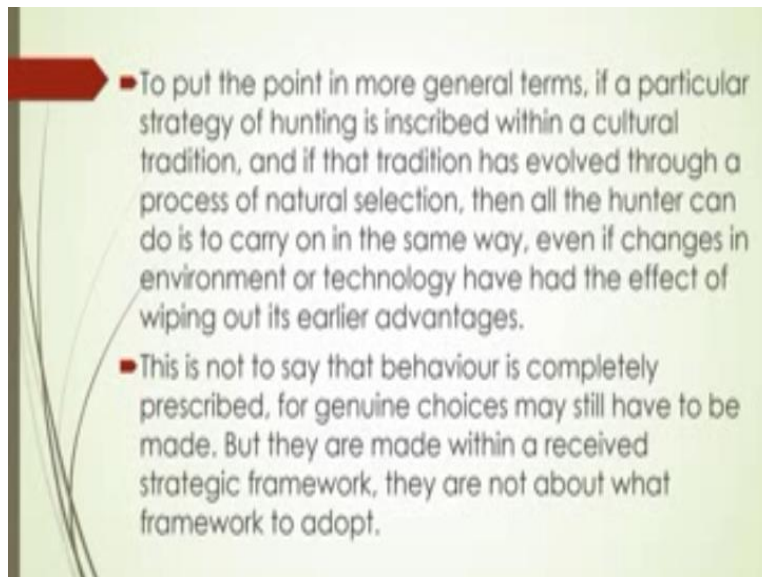 To put the point in more general terms, if a particular
strategy of hunting is inscribed within a cultural
tradition, and if that tradition has evolved through a
process of natural selection, then all the hunter can
do is to carry on in the same way, even if changes in
environment or technology have had the effect of
wiping out its earlier advantages.
This is not to say that behaviour is completely
prescribed, for genuine choices may still have to be
made. But they are made within a received
strategic framework, they are not about what
framework to adopt.